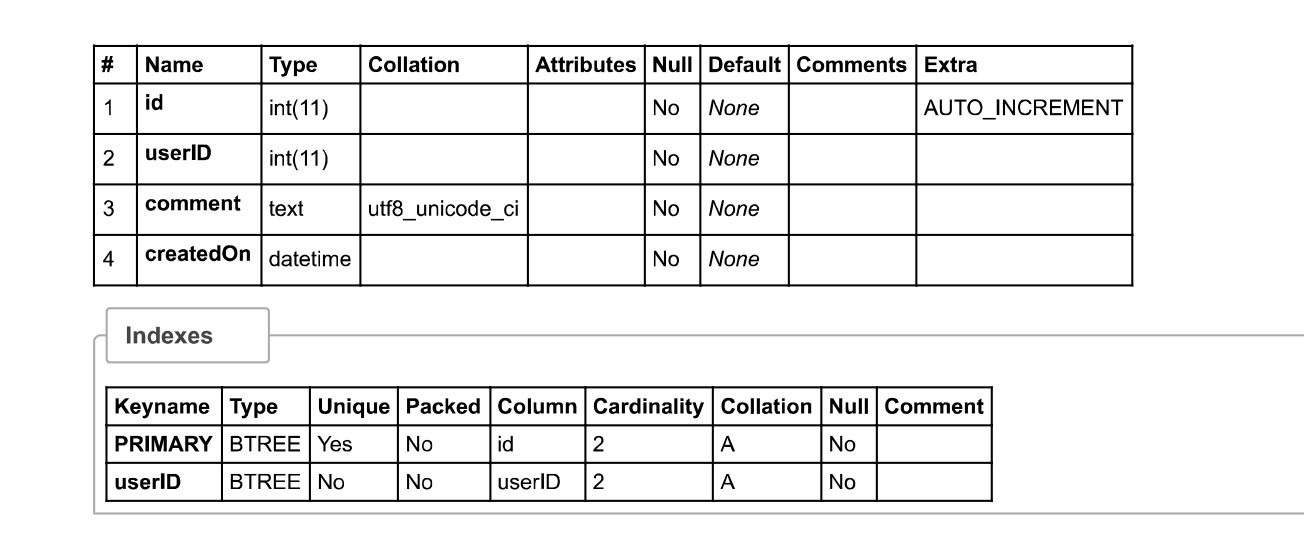 # Name Type Collation Attributes Null Default Comments Extra
1 id int(11) No None AUTO_INCREMENT
2 userID int(11) No None
3 comment text utf8_unicode_ci No None
4 createdOn datetime No None
Indexes
Keyname Type Unique Packed Column Cardinality Collation Null Comment
PRIMARY BTREE Yes No id 2 A No
userID BTREE No No userID 2 A No